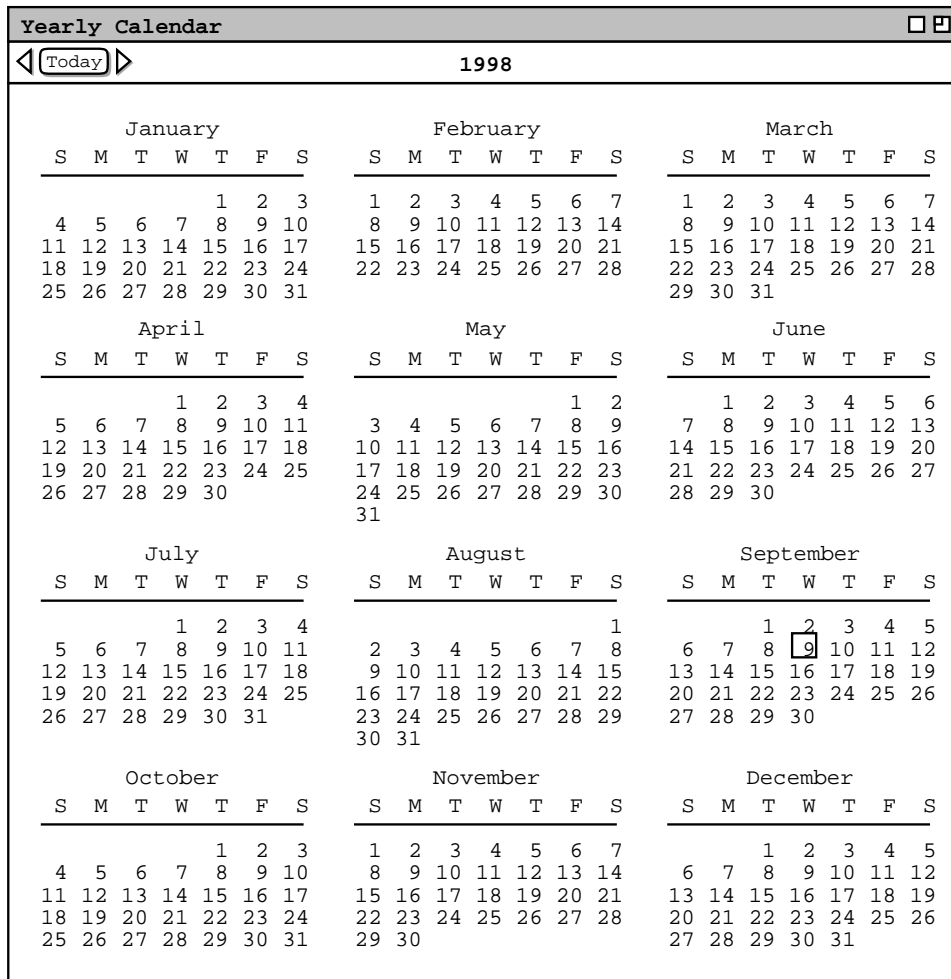 Yearly Calendar
Today 1998
January February March
S M T W T F S S M T W T F S S M T W T F S
1 2 3 1 2 3 4 5 6 7 1 2 3 4 5 6 7
4 5 6 7 8 9 10 8 9 10 11 12 13 14 8 9 10 11 12 13 14
11 12 13 14 15 16 17 15 16 17 18 19 20 21 15 16 17 18 19 20 21
18 19 20 21 22 23 24 22 23 24 25 26 27 28 22 23 24 25 26 27 28
25 26 27 28 29 30 31 29 30 31
April May June
S M T W T F S S M T W T F S S M T W T F S
1 2 3 4 1 2 1 2 3 4 5 6
5 6 7 8 9 10 11 3 4 5 6 7 8 9 7 8 9 10 11 12 13
12 13 14 15 16 17 18 10 11 12 13 14 15 16 14 15 16 17 18 19 20
19 20 21 22 23 24 25 17 18 19 20 21 22 23 21 22 23 24 25 26 27
26 27 28 29 30 24 25 26 27 28 29 30 28 29 30
31
July August September
S M T W T F S S M T W T F S S M T W T F S
1 2 3 4 1 1 2 3 4 5
5 6 7 8 9 10 11 2 3 4 5 6 7 8 6 7 8 9 10 11 12
12 13 14 15 16 17 18 9 10 11 12 13 14 15 13 14 15 16 17 18 19
19 20 21 22 23 24 25 16 17 18 19 20 21 22 20 21 22 23 24 25 26
26 27 28 29 30 31 23 24 25 26 27 28 29 27 28 29 30
30 31
October November December
S M T W T F S S M T W T F S S M T W T F S
1 2 3 1 2 3 4 5 6 7 1 2 3 4 5
4 5 6 7 8 9 10 8 9 10 11 12 13 14 6 7 8 9 10 11 12
11 12 13 14 15 16 17 15 16 17 18 19 20 21 13 14 15 16 17 18 19
18 19 20 21 22 23 24 22 23 24 25 26 27 28 20 21 22 23 24 25 26
25 26 27 28 29 30 31 29 30 27 28 29 30 31